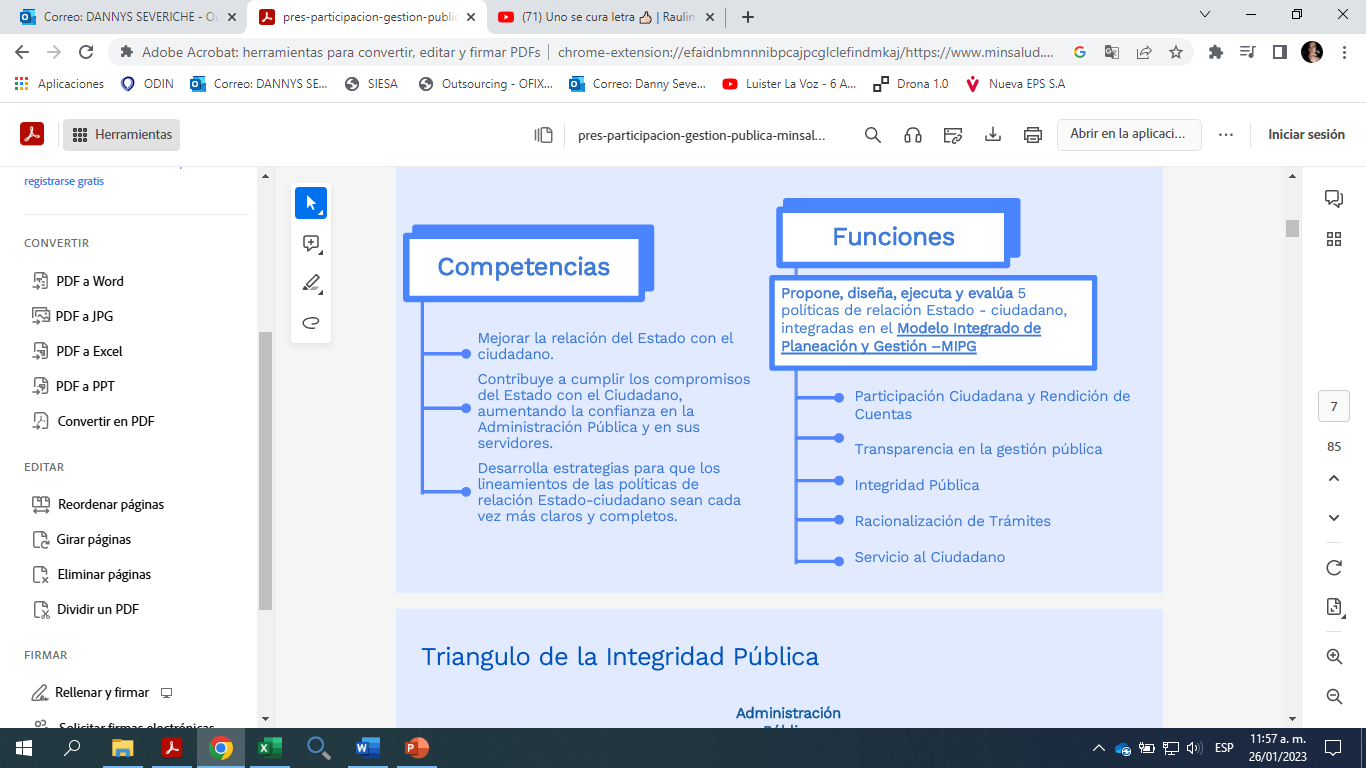 Correo: DANNYS SEVERICHE - Ou
pres-participacion-gestion-public
(71) Uno se cura letra 👍🏻 | Raulin
Adobe Acrobat: herramientas para convertir, editar y firmar PDFs | chrome-extension://efaidnbmnnnibpcajpcglclefindmkaj/https://www.minsalud....
Aplicaciones
ODIN
Correo: DANNYS SE...
SIESA
Outsourcing - OFIX...
Correo: Danny Seve...
Luister La Voz - 6 A...
Drona 1.0
Nueva EPS S.A
Herramientas
pres-participacion-gestion-publica-minsal...
Abrir en la aplicaci...
Iniciar sesión
registrarse gratis
CONVERTIR
PDF a Word
PDF a JPG
PDF a Excel
PDF a PPT
Convertir en PDF
EDITAR
Reordenar páginas
Girar páginas
Eliminar páginas
Dividir un PDF
FIRMAR
Rellenar y firmar
Solicitar firmas electrónicas
Competencias
Mejorar la relación del Estado con el
ciudadano.
Contribuye a cumplir los compromisos
del Estado con el Ciudadano,
aumentando la confianza en la
Administración Pública y en sus
servidores.
Desarrolla estrategias para que los
lineamientos de las políticas de
relación Estado-ciudadano sean cada
vez más claros y completos.
Funciones
Propone, diseña, ejecuta y evalúa 5
políticas de relación Estado - ciudadano,
integradas en el Modelo Integrado de
Planeación y Gestión –MIPG
Participación Ciudadana y Rendición de
Cuentas
Transparencia en la gestión pública
Integridad Pública
Racionalización de Trámites
Servicio al Ciudadano
Triangulo de la Integridad Pública
Administración
7
85
ESP
11:57 a. m.
26/01/2023